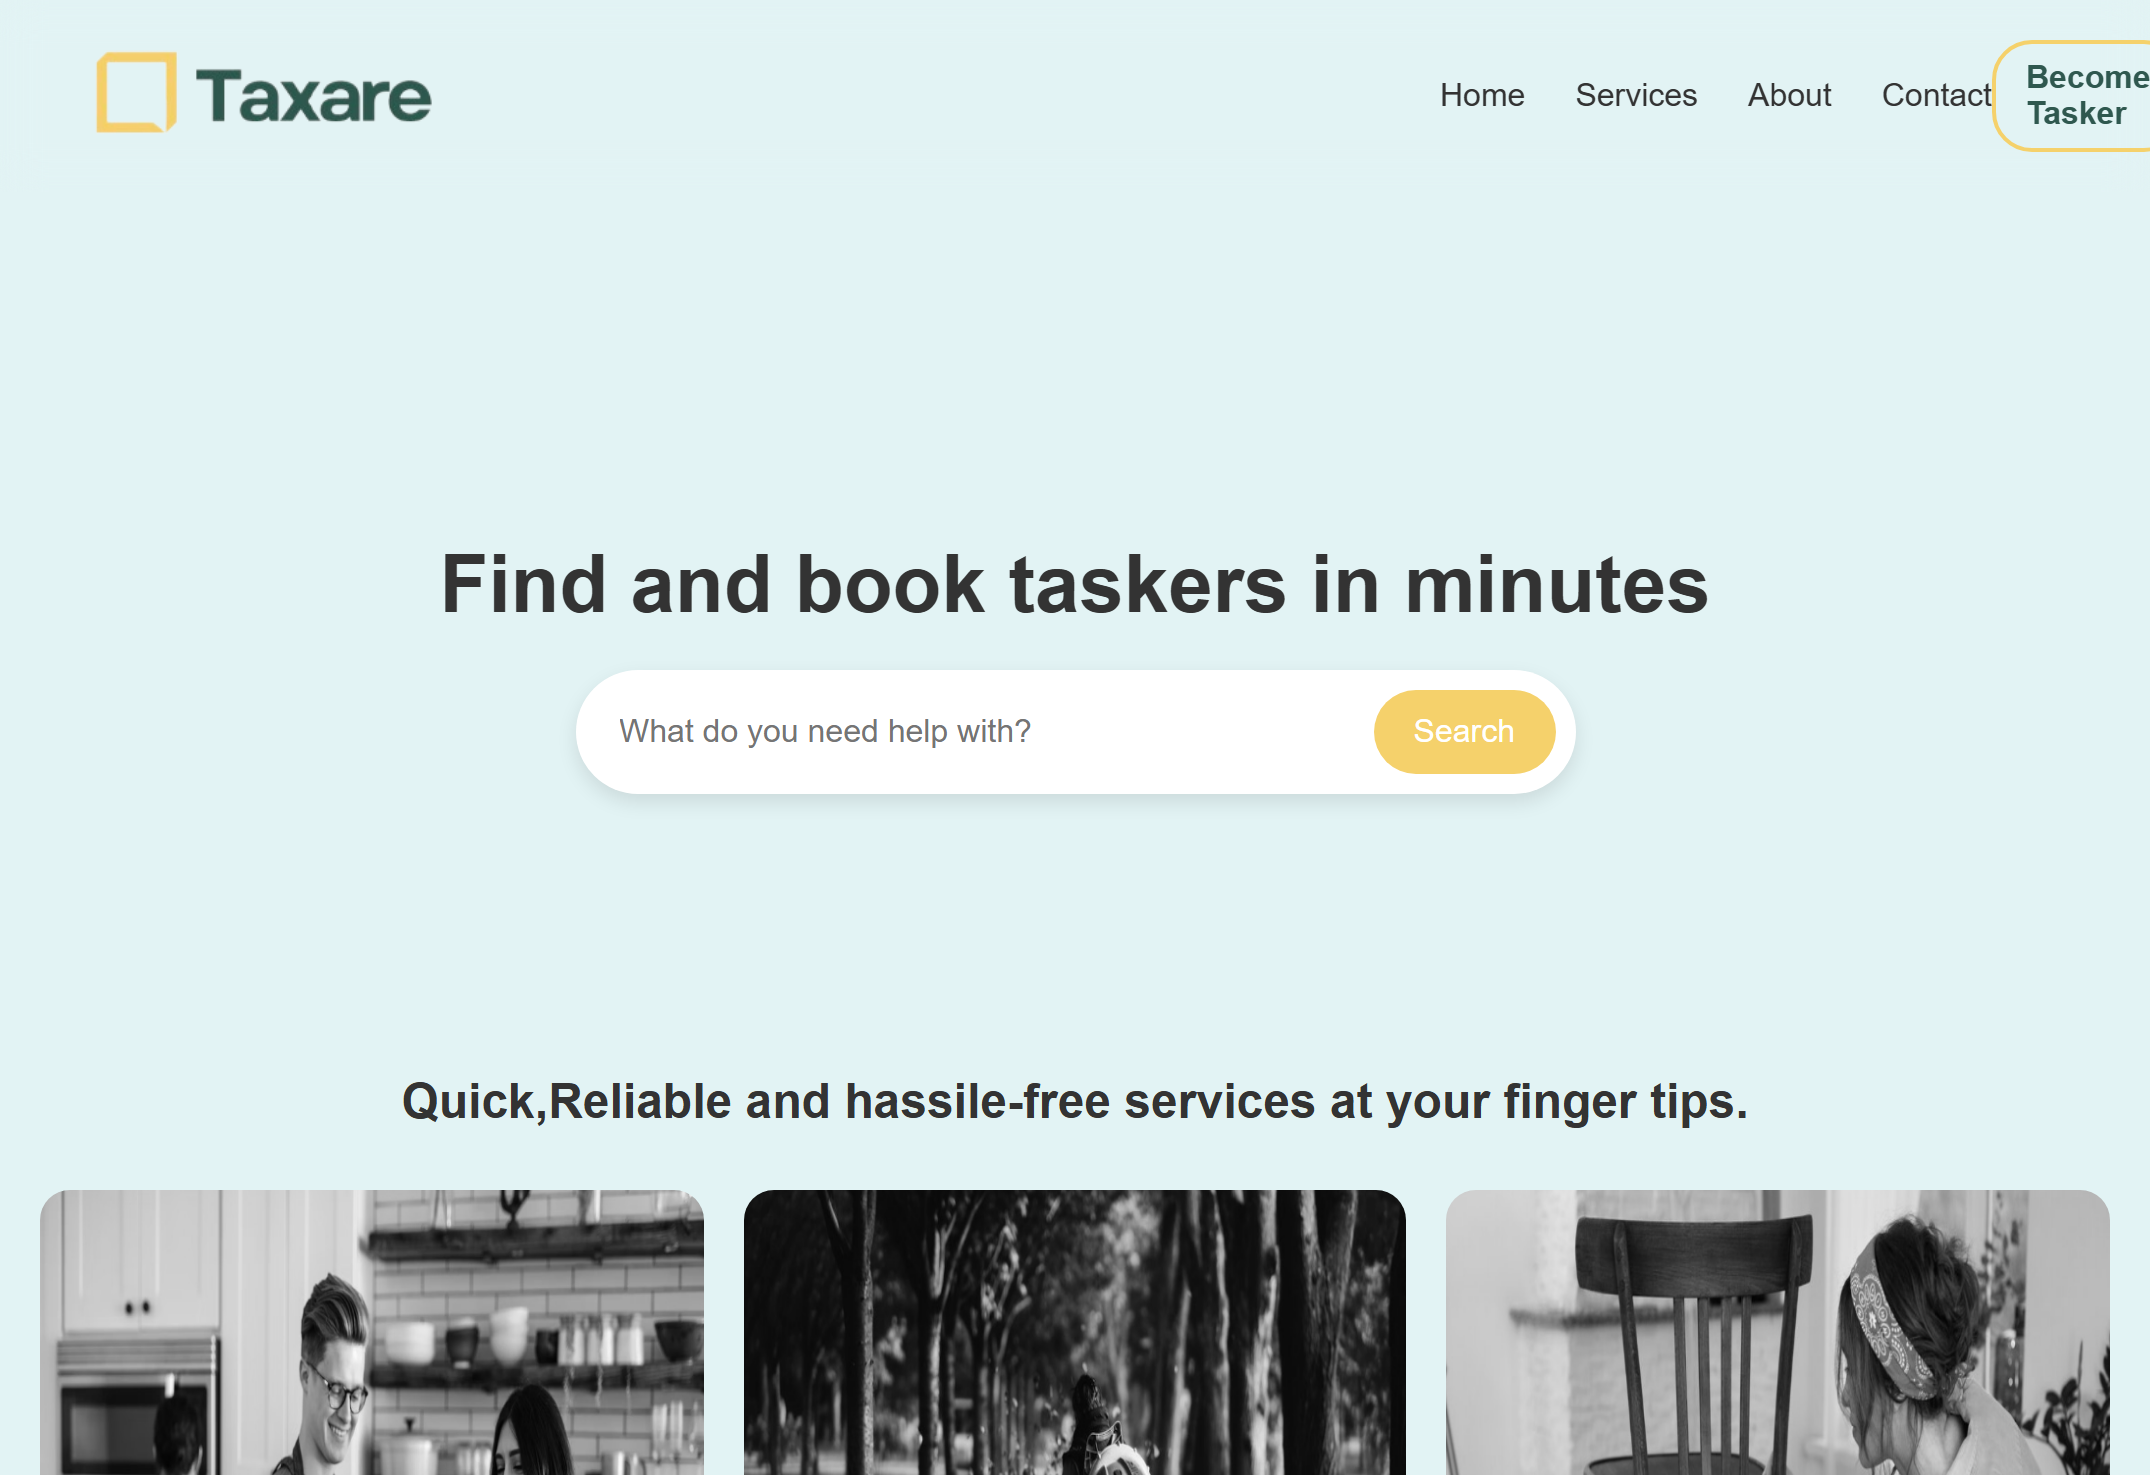 Taxare
Home
Services
About
Contact
Become
Tasker
Find and book taskers in minutes
What do you need help with?
Search
Quick,Reliable and hassile-free services at your finger tips.